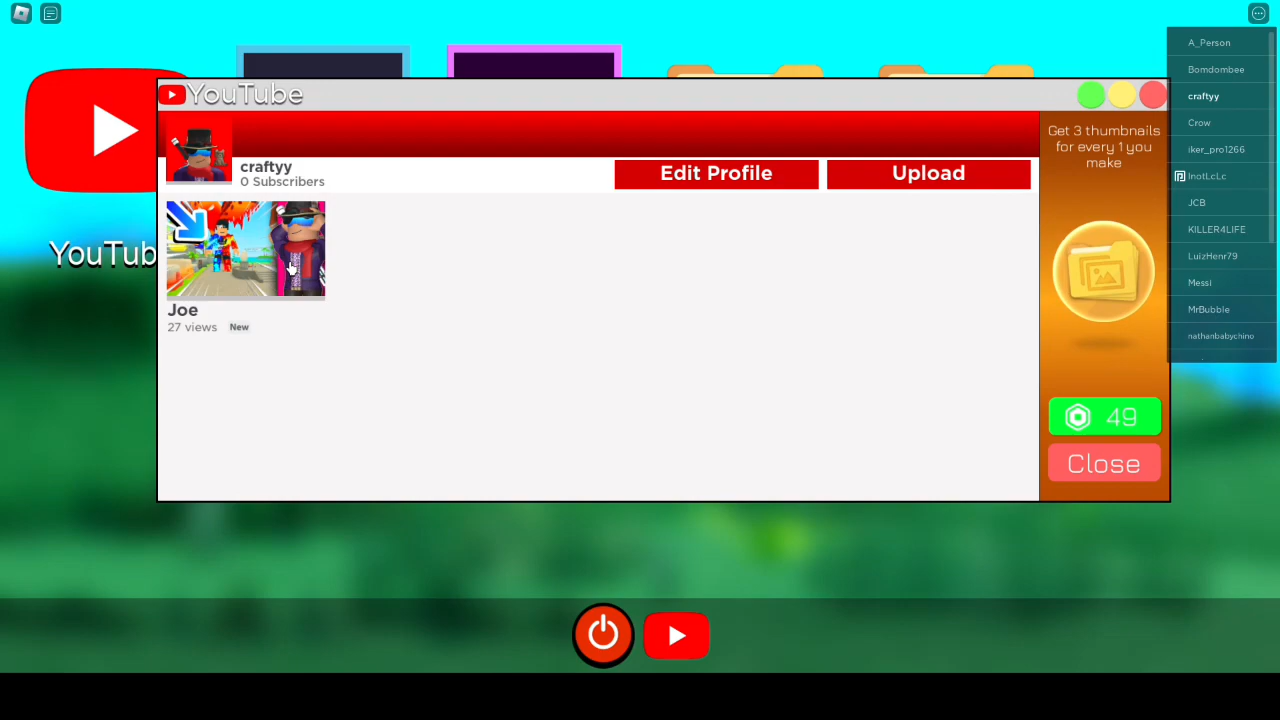 YouTube
craftyy
0 Subscribers
Edit Profile
Upload
Joe
27 views New
YouTub
Get 3 thumbnails
for every 1 you
make
49
Close
A_Person
Bomdombee
craftyy
Crow
iker_pro1266
InotLcLc
JCB
KILLER4LIFE
LuizHenr79
Messi
MrBubble
nathanbabychino